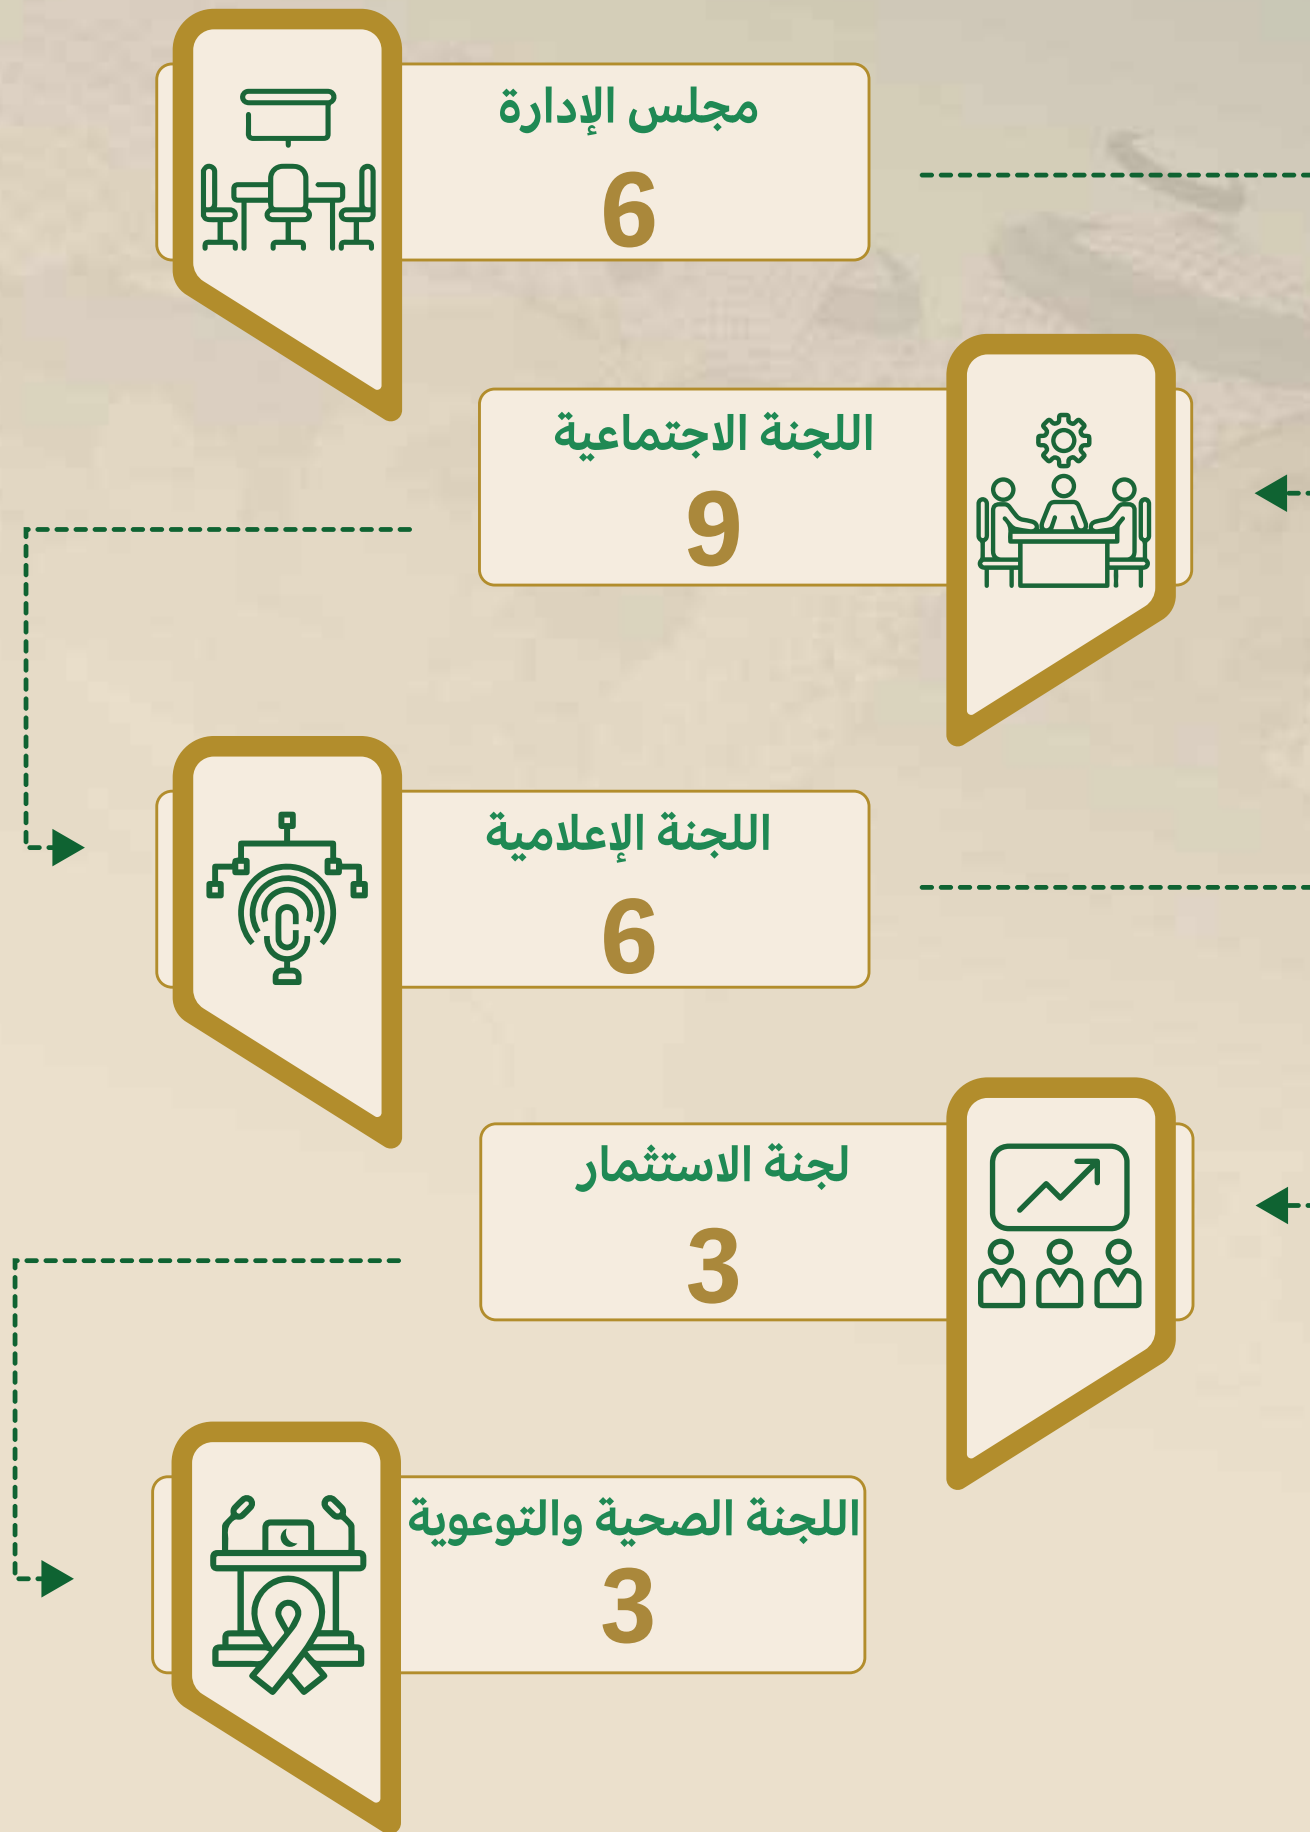 مجلس الإدارة
6
اللجنة الاجتماعية
9
اللجنة الإعلامية
6
لجنة الاستثمار
3
اللجنة الصحية والتوعوية
3